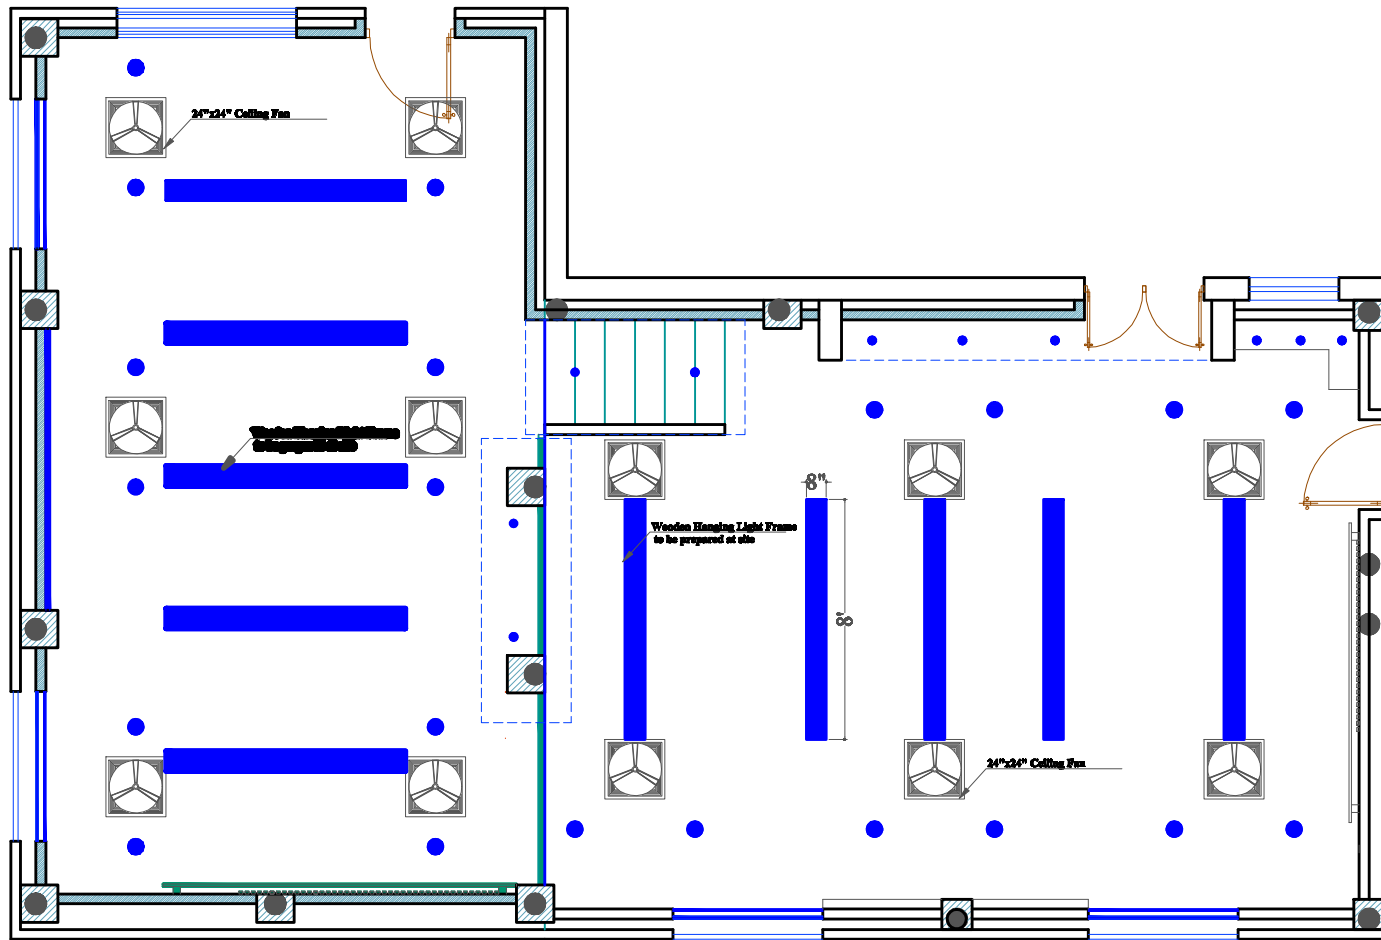 24"x24" Ceiling Fan
8"
Wooden Hanging Light Frame
to be prepared at site
8'
24"x24" Ceiling Fan